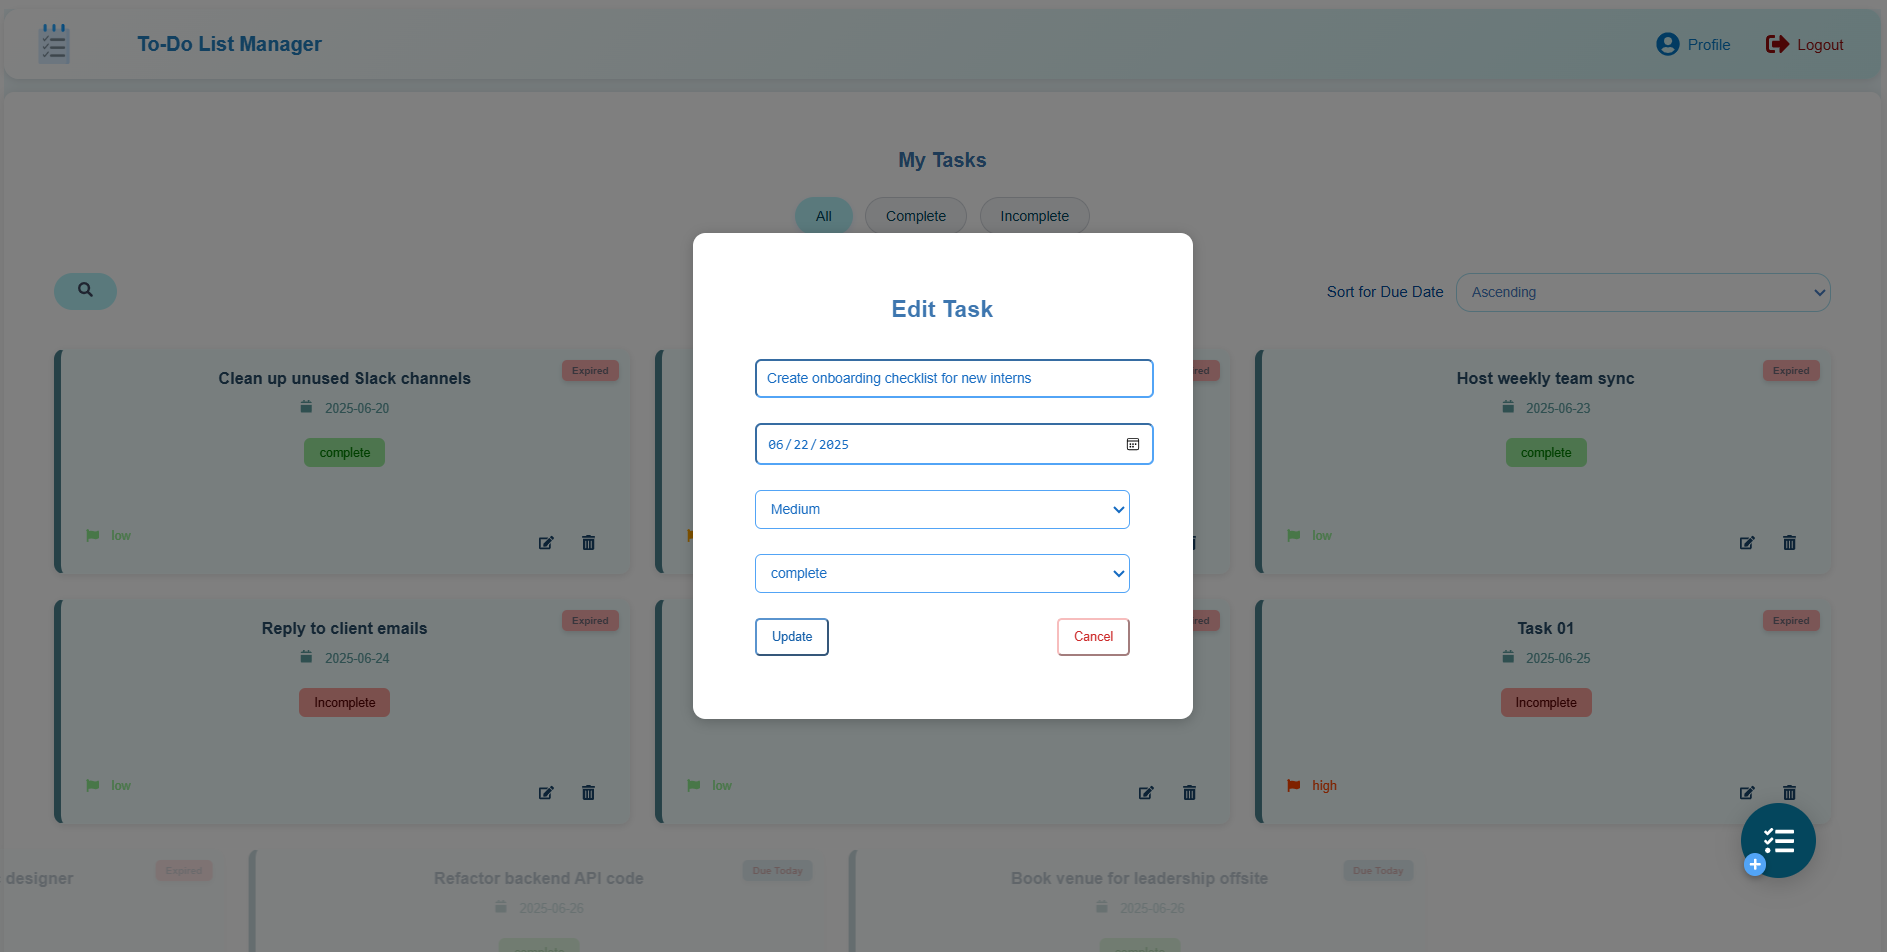 To-Do List Manager
Profile
Logout
My Tasks
All
Complete
Incomplete
Sort for Due Date
Ascending
Edit Task
Create onboarding checklist for new interns
06/22/2025
Medium
complete
Update
Cancel
Clean up unused Slack channels
Expired
2025-06-20
complete
low
Host weekly team sync
Expired
2025-06-23
complete
low
Reply to client emails
Expired
2025-06-24
Incomplete
low
low
Task 01
Expired
2025-06-25
Incomplete
high
designer
Expired
Refactor backend API code
Due Today
2025-06-26
complete
Book venue for leadership offsite
Due Today
2025-06-26
complete